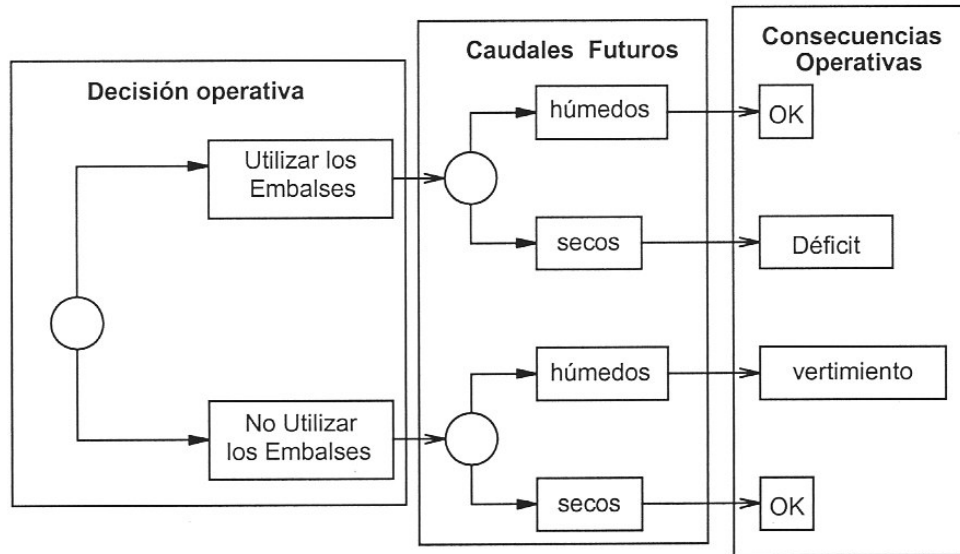 Decisión operativa
Utilizar los
Embalses
No Utilizar
los Embalses
Caudales Futuros
húmedos
secos
húmedos
secos
Consecuencias
Operativas
OK
Déficit
vertimiento
OK